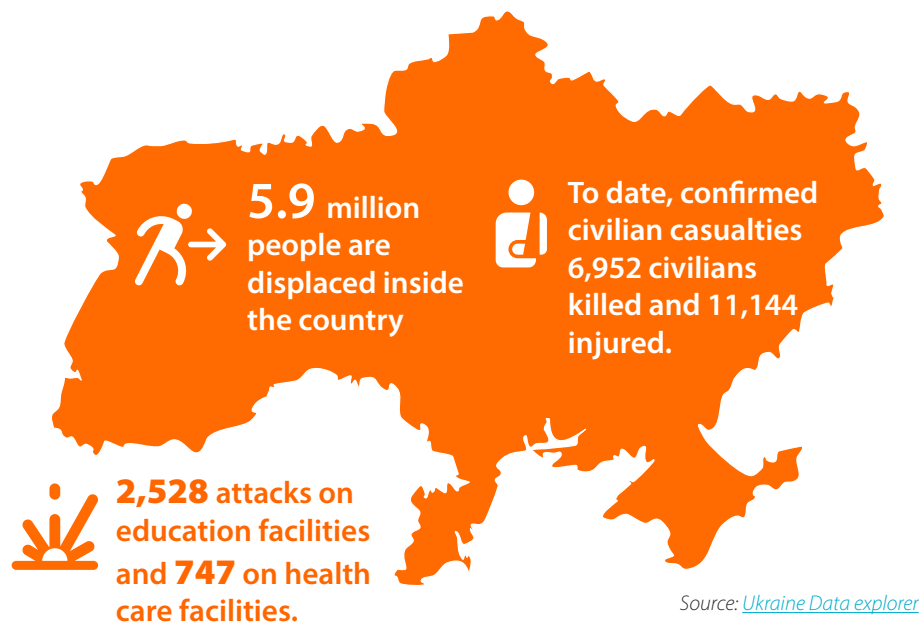 5.9 million
people are
displaced inside
the country
To date, confirmed
civilian casualties
6,952 civilians
killed and 11,144
injured.
2,528 attacks on
education facilities
and 747 on health
care facilities.
Source: Ukraine Data explorer